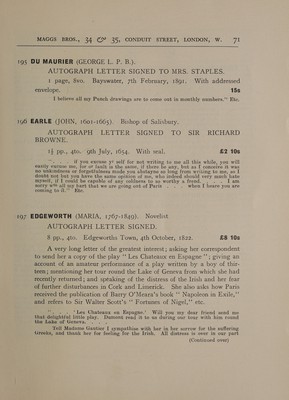 MAGGS BROS., 34 & 35, CONDUIT STREET, LONDON, W. 71
195 DU MAURIER (GEORGE L. P. B.).
AUTOGRAPH LETTER SIGNED TO MRS. STAPLES.
1 page, 8vo. Bayswater, 7th February, 1891. With addressed
envelope. 15s
I believe all my Punch drawings are to come out in monthly numbers." Etc.
196 EARLE (JOHN, 1601-1665). Bishop of Salisbury.
AUTOGRAPH LETTER SIGNED TO SIR RICHARD
BROWNE.
1½ pp., 4to. 9th July, 1654. With seal. £2 10s
". . . if you excuse yr self for not writing to me all this while, you will
easily excuse me, for or fault is the same, if there be any, but as I conceive it was
no unkindness or forgetfulness made you absteyne so long from writing to me, as I
doubt not but you have the same opinion of me, who indeed should very much hate
myself, if I could be capable of any coldness to so worthy a frend. . . . I am
sorry wth all my hart that we are going out of Paris . . . when I heare you are
coming to it." Etc.
197 EDGEWORTH (MARIA, 1767-1849). Novelist
AUTOGRAPH LETTER SIGNED.
8 pp., 4to. Edgeworths Town, 4th October, 1822. £8 10s
A very long letter of the greatest interest; asking her correspondent
to send her a copy of the play "Les Chateaux en Espagne"; giving an
account of an amateur performance of a play written by a boy of thir-
teen; mentioning her tour round the Lake of Geneva from which she had
recently returned; and speaking of the distress of the Irish and her fear
of further disturbances in Cork and Limerick. She also asks how Paris
received the publication of Barry O'Meara's book "Napoleon in Exile,"
and refers to Sir Walter Scott's "Fortunes of Nigel," etc.
". . . 'Les Chateaux en Espagne.' Will you my dear friend send me
that delightful little play. Dumont read it to us during our tour with him round
the Lake of Geneva. . . .
Tell Madame Gautier I sympathise with her in her sorrow for the suffering
Greeks, and thank her for feeling for the Irish. All distress is over in our part
(Continued over)